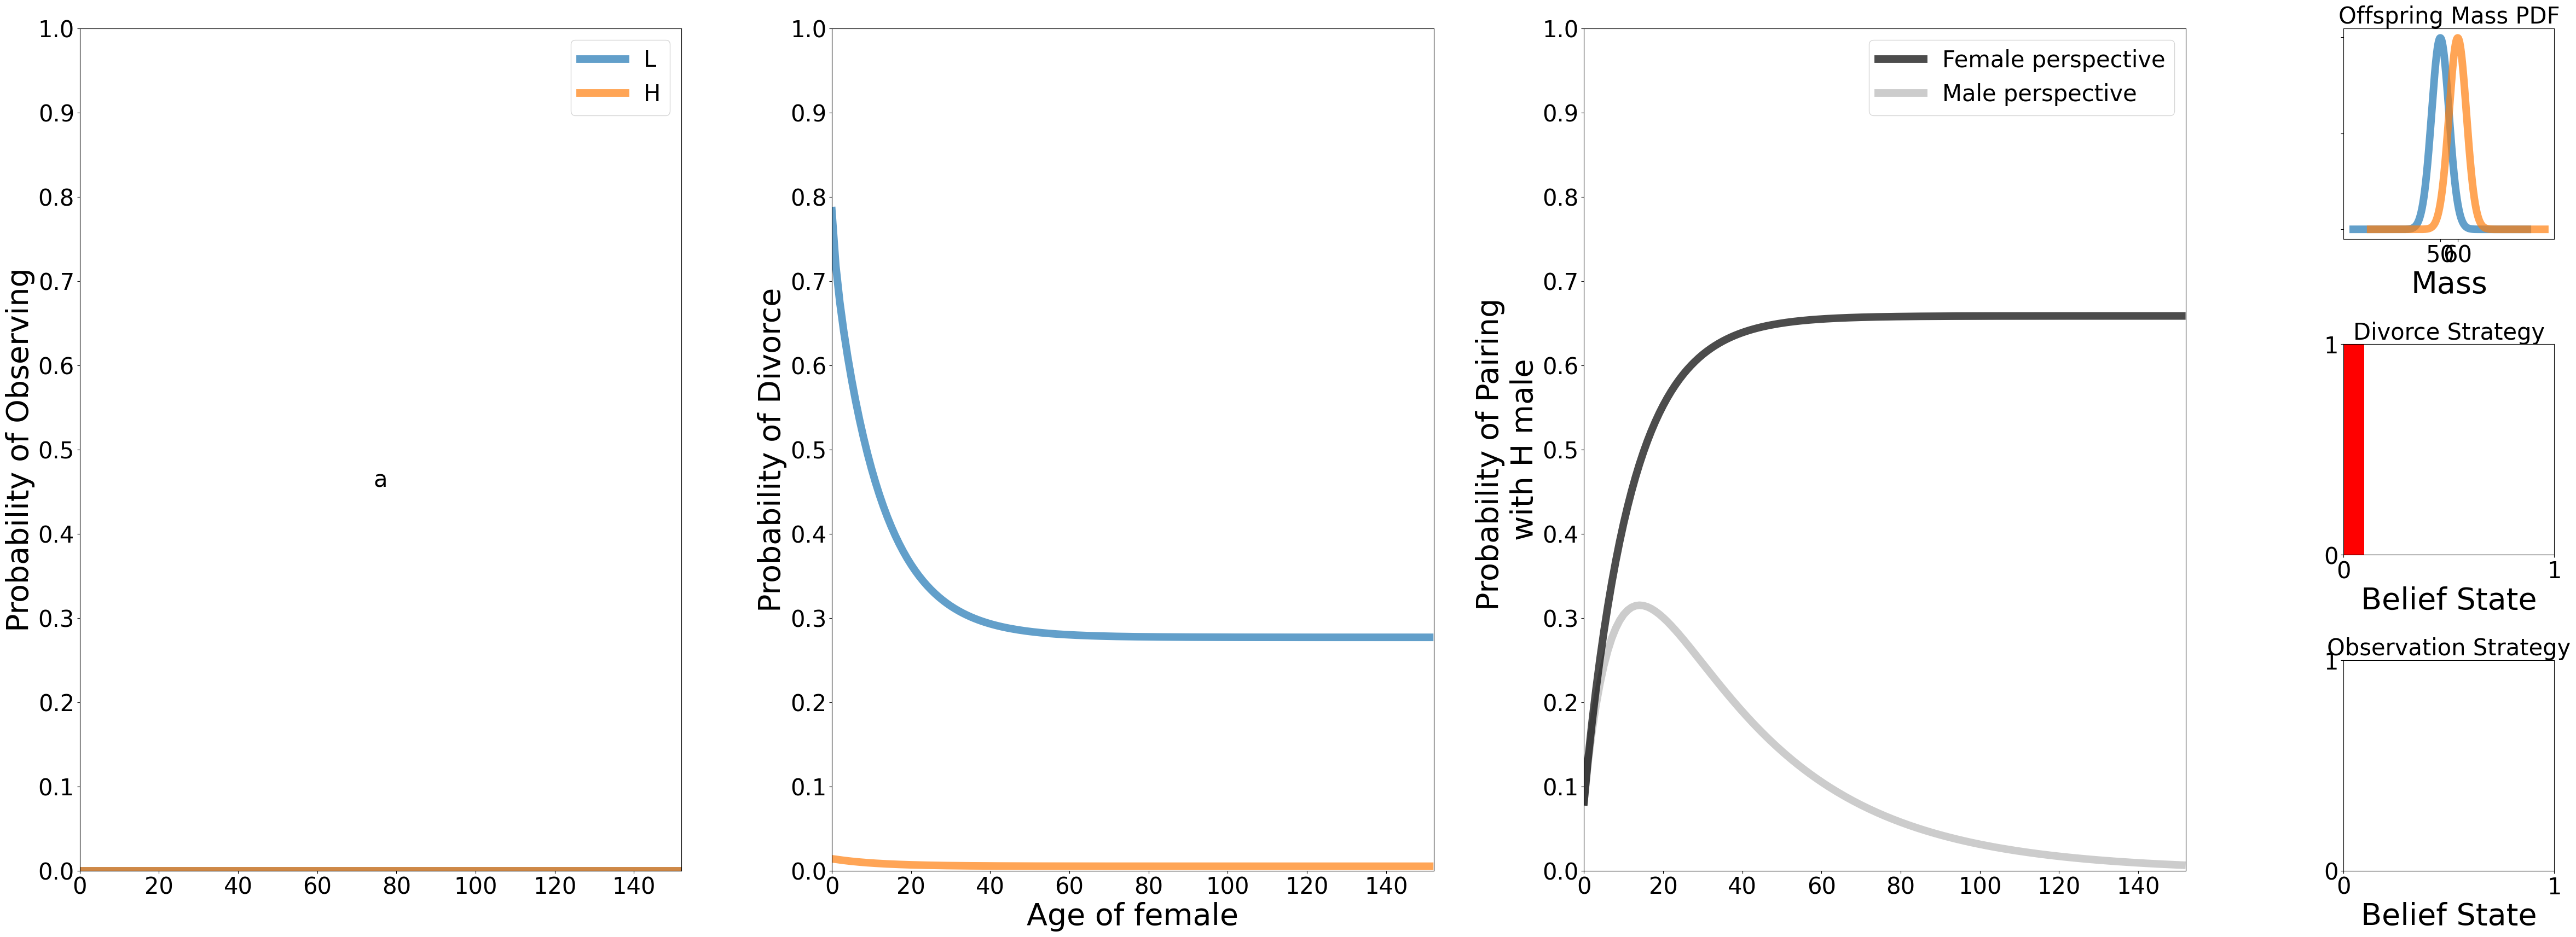 Probability of Observing
1.0
0.9
0.8
0.7
0.6
0.5
0.4
0.3
0.2
0.1
0.0
0 20 40 60 80 100 120 140
L
H
a
Probability of Divorce
1.0
0.9
0.8
0.7
0.6
0.5
0.4
0.3
0.2
0.1
0.0
0 20 40 60 80 100 120 140
Age of female
Probability of Pairing
with H male
1.0
0.9
0.8
0.7
0.6
0.5
0.4
0.3
0.2
0.1
0.0
0 20 40 60 80 100 120 140
Female perspective
Male perspective
Offspring Mass PDF
50 60
Mass
Divorce Strategy
1
0
0 1
Belief State
Observation Strategy
1
0
0 1
Belief State